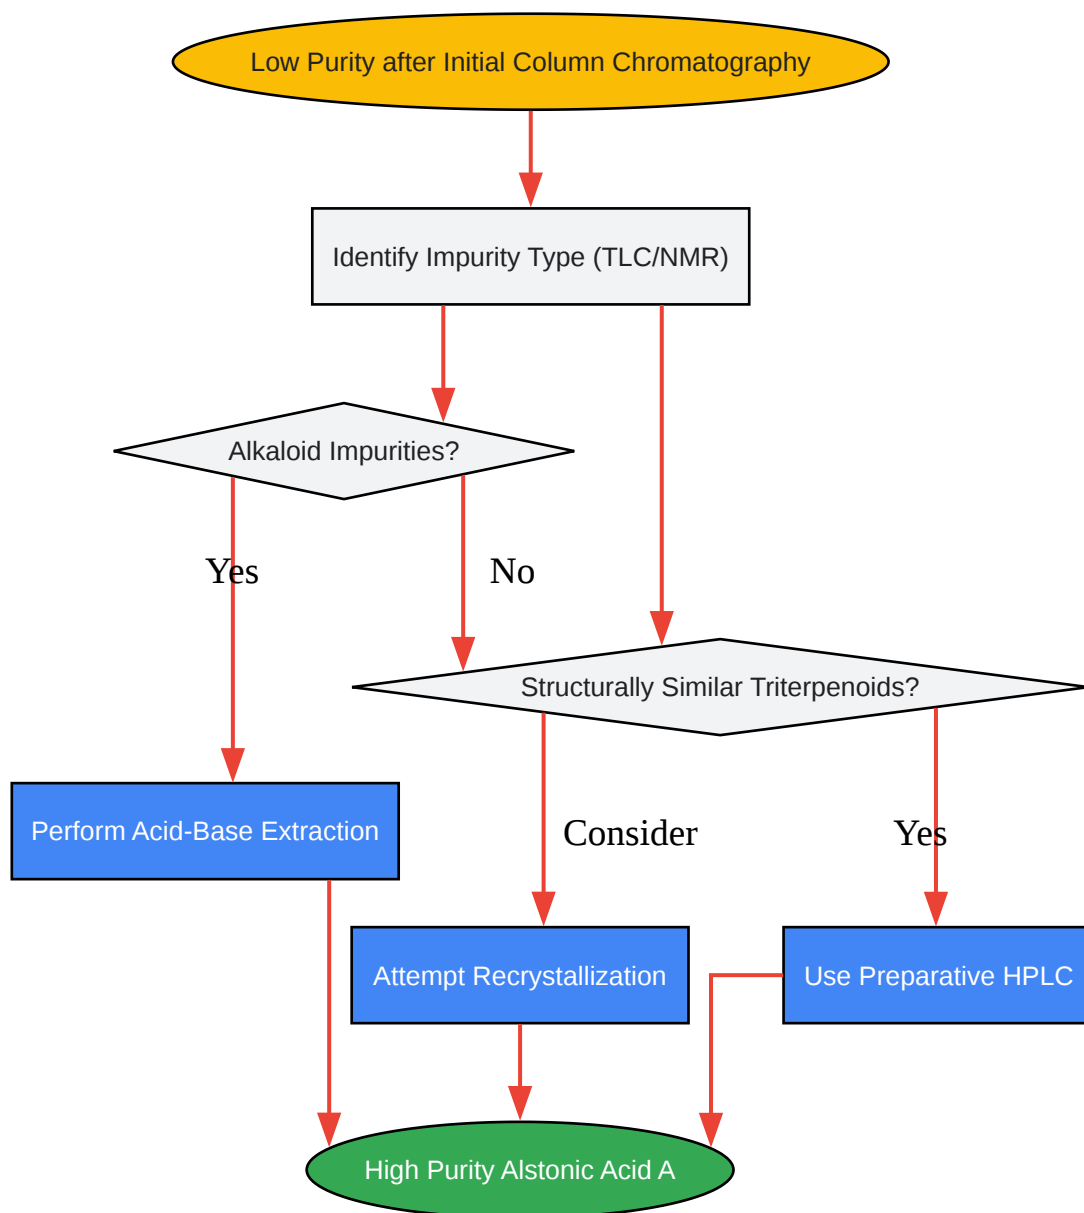 Low Purity after Initial Column Chromatography
Identify Impurity Type (TLC/NMR)
Alkaloid Impurities?
Yes
No
Structurally Similar Triterpenoids?
Perform Acid-Base Extraction
Consider
Yes
Attempt Recrystallization
Use Preparative HPLC
High Purity Alstonic Acid A